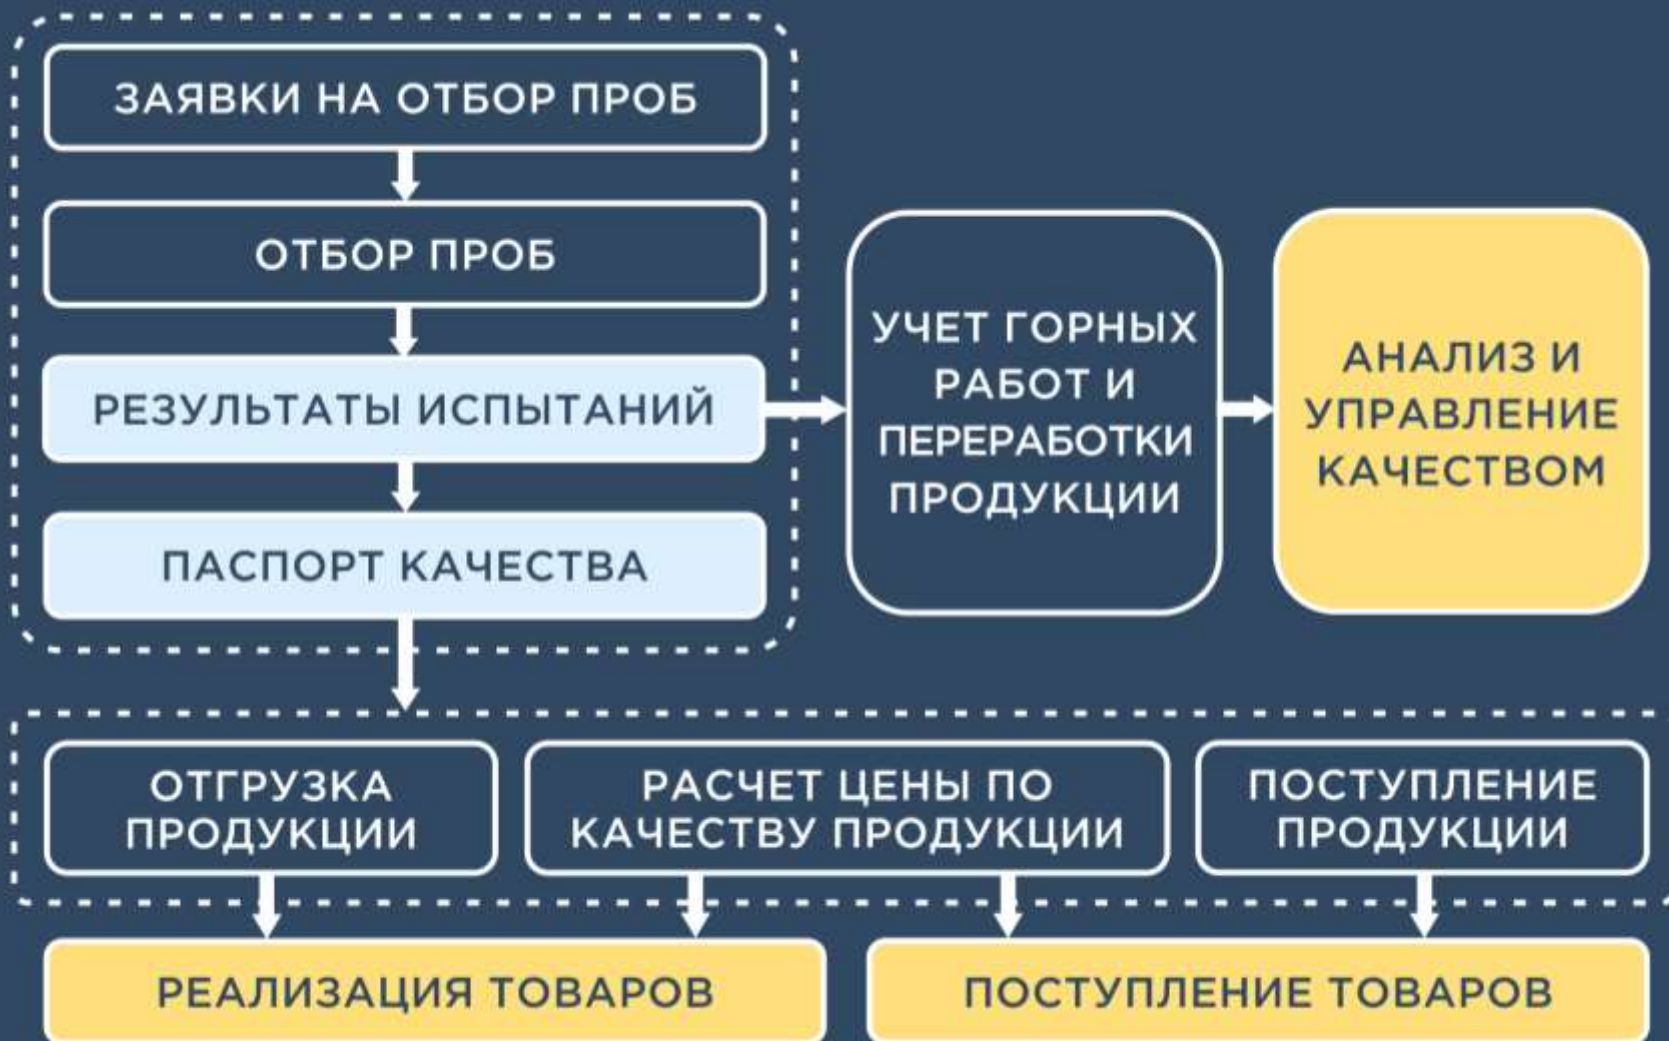 ЗАЯВКИ НА ОТБОР ПРОБ
ОТБОР ПРОБ
РЕЗУЛЬТАТЫ ИСПЫТАНИЙ
ПАСПОРТ КАЧЕСТВА
УЧЕТ ГОРНЫХ
РАБОТ И
ПЕРЕРАБОТКИ
ПРОДУКЦИИ
АНАЛИЗ И
УПРАВЛЕНИЕ
КАЧЕСТВОМ
ОТГРУЗКА
ПРОДУКЦИИ
РАСЧЕТ ЦЕНЫ ПО
КАЧЕСТВУ ПРОДУКЦИИ
ПОСТУПЛЕНИЕ
ПРОДУКЦИИ
РЕАЛИЗАЦИЯ ТОВАРОВ
ПОСТУПЛЕНИЕ ТОВАРОВ